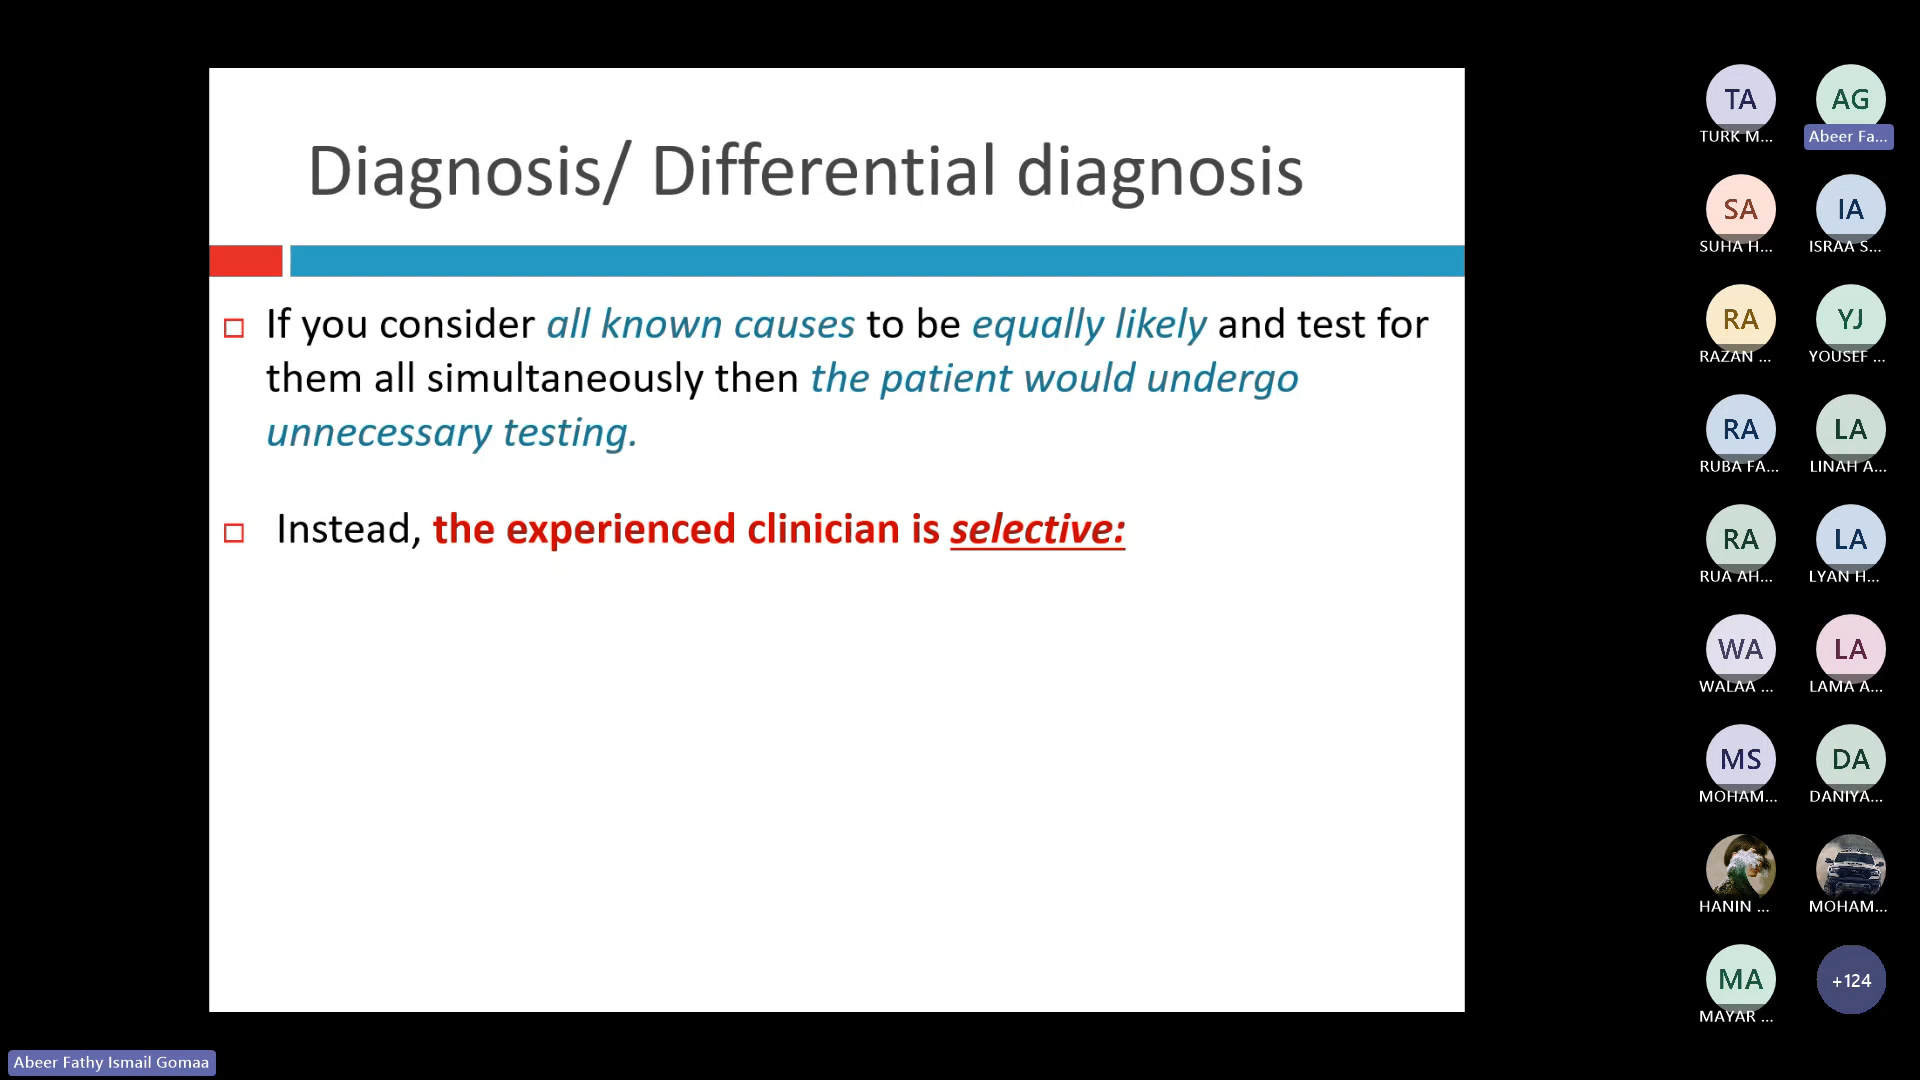 Diagnosis/ Differential diagnosis
If you consider all known causes to be equally likely and test for
them all simultaneously then the patient would undergo
unnecessary testing.
Instead, the experienced clinician is selective:
TA
TURK M...
AG
Abeer Fa...
SA
SUHA H...
IA
ISRAA S...
RA
RAZAN ...
YJ
YOUSEF ...
RA
RUBA FA...
LA
LINAH A...
RA
RUA AH...
LA
LYAN H...
WA
WALAA ...
LA
LAMA A...
MS
MOHAM...
DA
DANIYA...
HANIN ...
MOHAM...
MA
MAYAR ...
+124
Abeer Fathy Ismail Gomaa